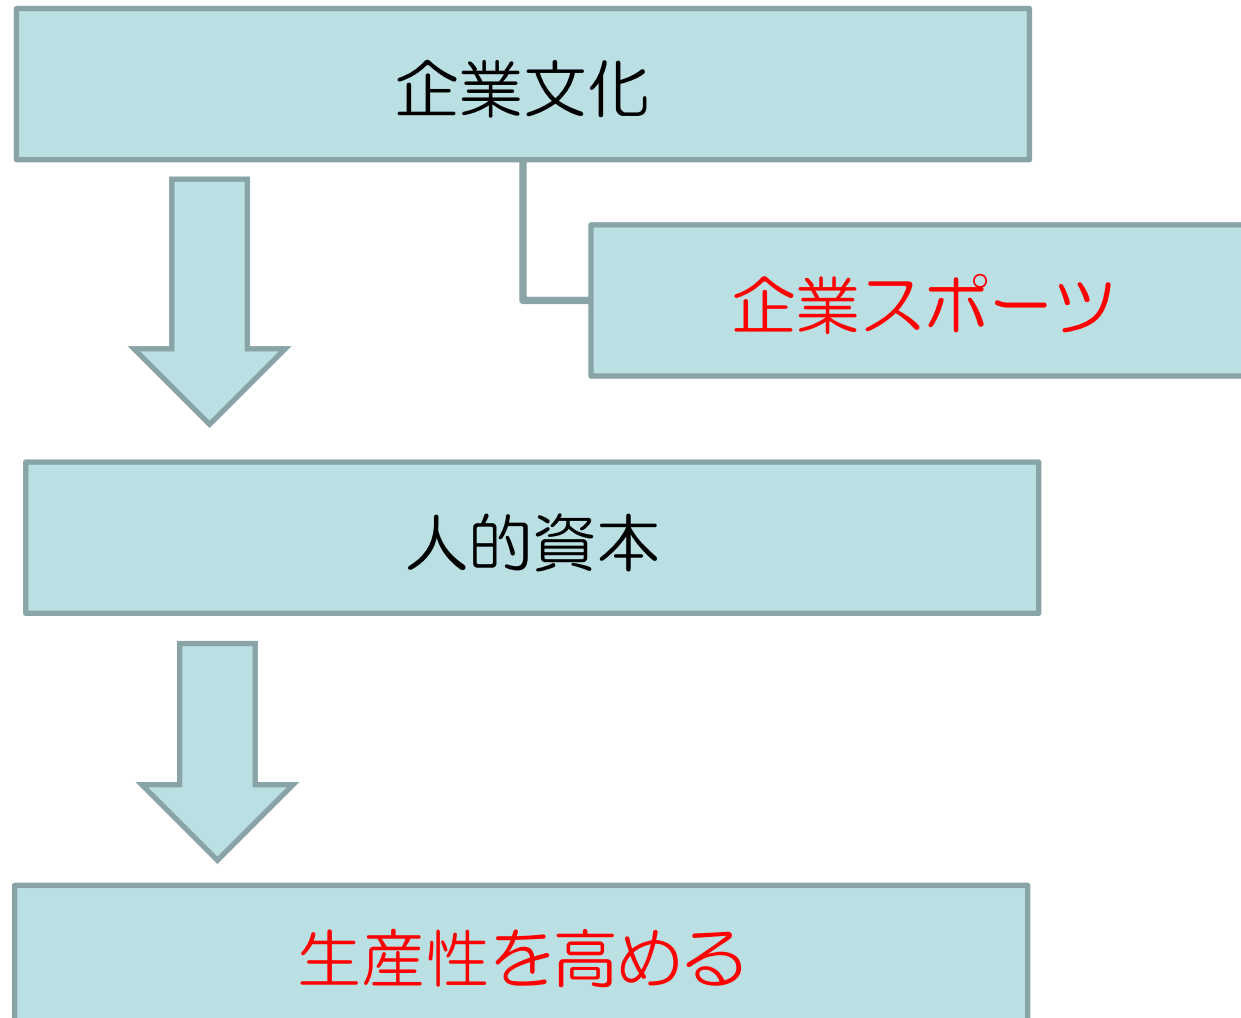 企業文化
企業スポーツ
人的資本
生産性を高める